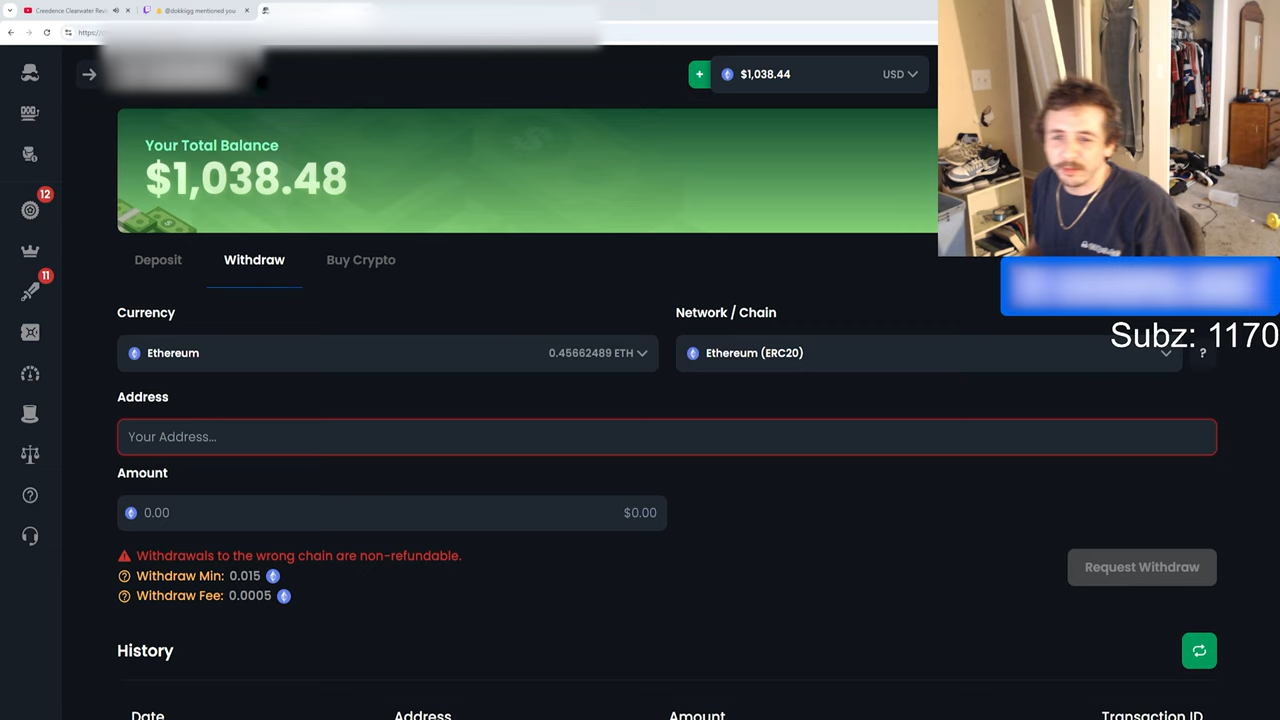 Creedence Clearwater Revi
@dokkiigg mentioned you
https://
$1,038.44
USD
Your Total Balance
$1,038.48
Deposit
Withdraw
Buy Crypto
12
11
Currency
Network / Chain
Subz: 1170
Ethereum
0.45662489 ETH
Ethereum (ERC20)
?
Address
Your Address...
Amount
0.00
$0.00
Withdrawals to the wrong chain are non-refundable.
Withdraw Min: 0.015
Withdraw Fee: 0.0005
Request Withdraw
History
Date
Address
Amount
Transaction ID